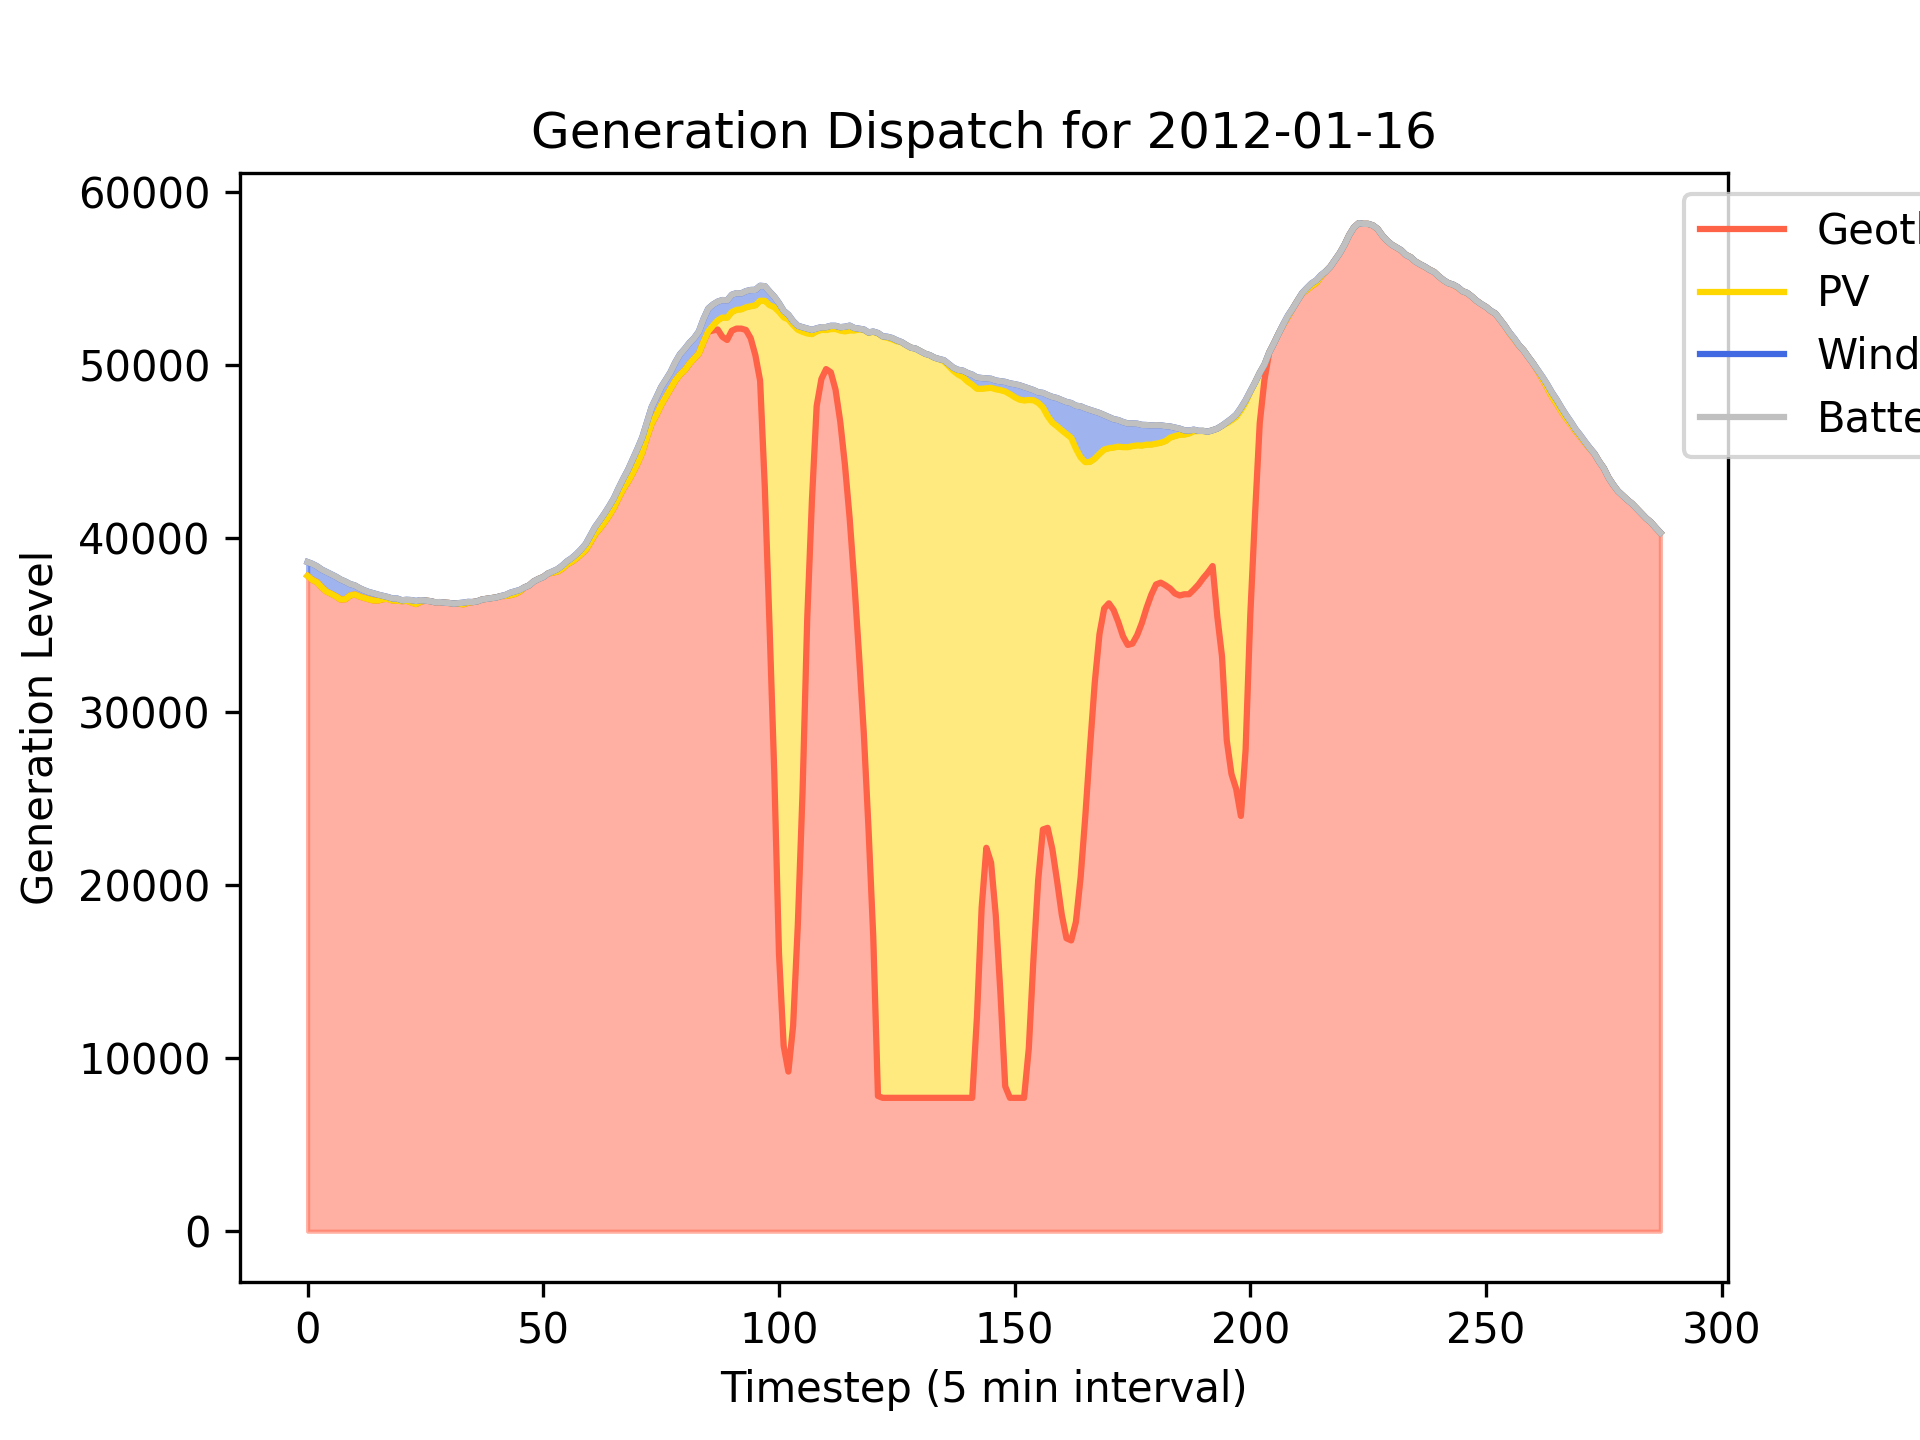 Generation Dispatch for 2012-01-16
Generation Level
60000
50000
40000
30000
20000
10000
0
PV
Wind
0 50 100 150 200 250 300
Timestep (5 min interval)